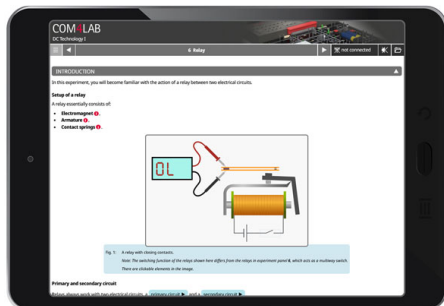 COM4LAB
DC Technology I
6 Relay
not connected
INTRODUCTION
In this experiment, you will become familiar with the action of a relay between two electrical circuits.
Setup of a relay
A relay essentially consists of:
Electromagnet
Armature
Contact springs
OL
Fig. 1: A relay with closing contacts.
Note: The switching function of the relays shown here differs from the relays in experiment panel 6, which acts as a multiway switch.
There are clickable elements in the image.
Primary and secondary circuit
Relays always work with two electrical circuits, a primary circuit and a secondary circuit